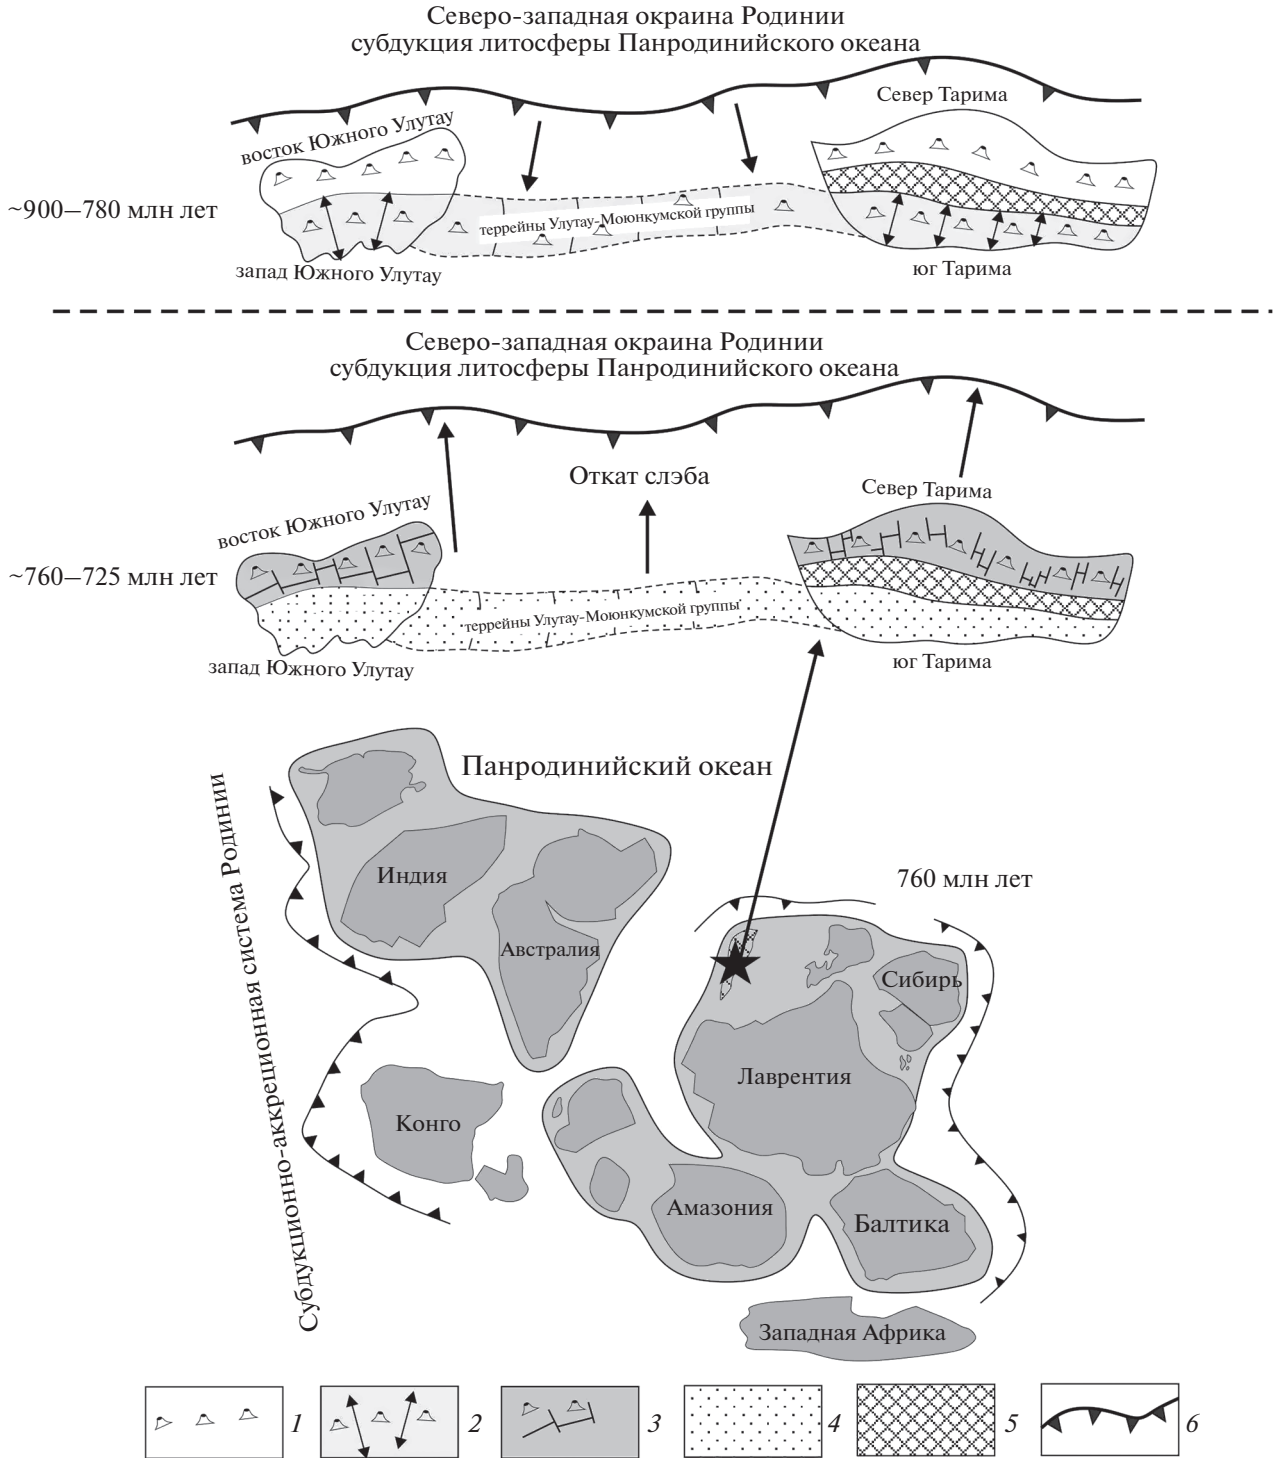 Северо-западная окраина Родинии
субдукция литосферы Панродинийского океана
Север Тарима
восток Южного Улутау
~900–780 млн лет
террейны Улутау-Моюнкумской группы
запад Южного Улутау
юг Тарима
Северо-западная окраина Родинии
субдукция литосферы Панродинийского океана
Откат слэба
Север Тарима
восток Южного Улутау
~760–725 млн лет
террейны Улутау-Моюнкумской группы
запад Южного Улутау
юг Тарима
Панродинийский океан
Субдукционно-аккреционная система Родинии
760 млн лет
Индия
Австралия
Сибирь
Лаврентия
Конго
Амазония
Балтика
Западная Африка
1
2
3
4
5
6